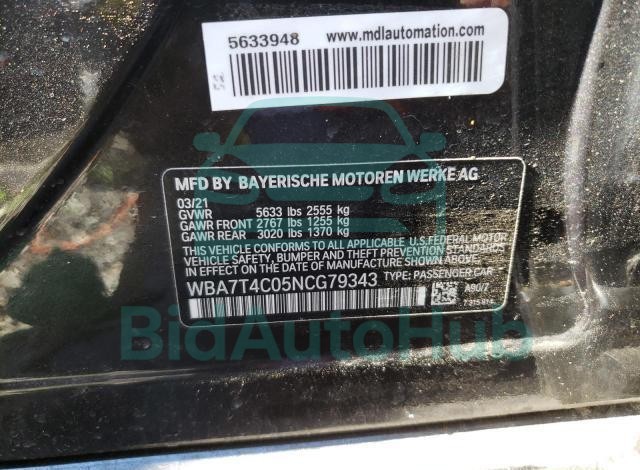 5633948 www.mdlautomation.com
52
MFD BY BAYERISCHE MOTOREN WERKE AG
03/21
GVWR 5633 lbs 2555 kg
GAWR FRONT 2767 lbs 1255 kg
GAWR REAR 3020 lbs 1370 kg
THIS VEHICLE CONFORMS TO ALL APPLICABLE U.S. FEDERAL MOTOR
VEHICLE SAFETY, BUMPER AND THEFT PREVENTION STANDARDS
IN EFFECT ON THE DATE OF MANUFACTURE SHOWN ABOVE.
WBA7T4C05NCG79343 TYPE: PASSENGER CAR
A90/7
BidAutoHub